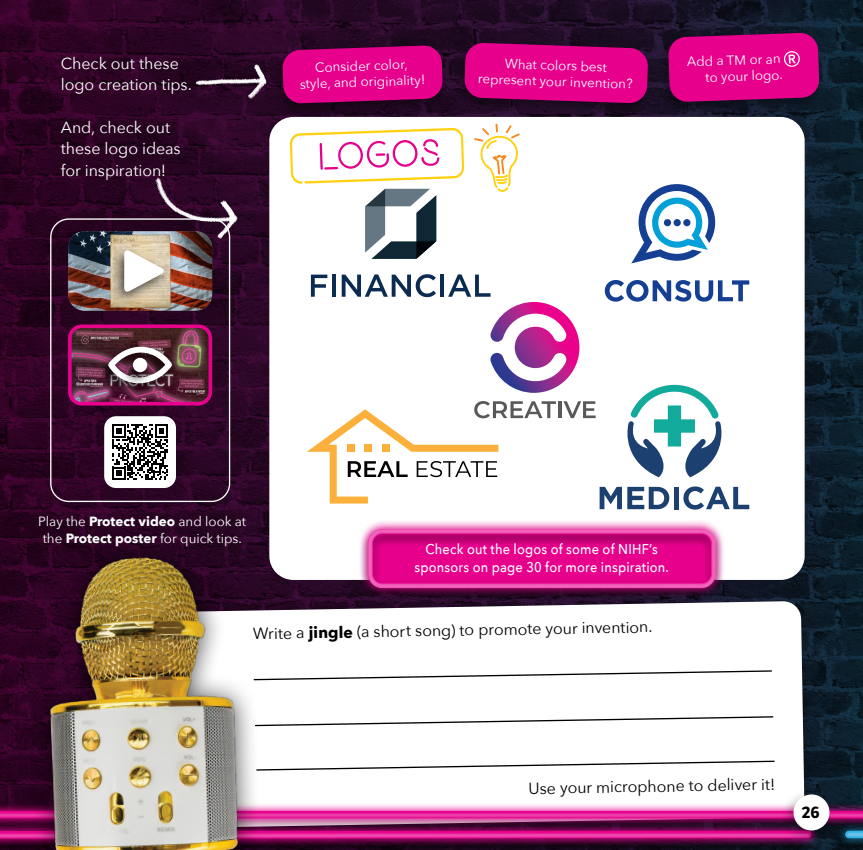 Check out these
logo creation tips.
Consider color,
style, and originality!
What colors best
represent your invention?
Add a TM or an ®
to your logo.
And, check out
these logo ideas
for inspiration!
LOGOS
FINANCIAL
CONSULT
CREATIVE
REAL ESTATE
MEDICAL
PROTECT
Play the Protect video and look at
the Protect poster for quick tips.
Check out the logos of some of NIHF's
sponsors on page 30 for more inspiration.
Write a jingle (a short song) to promote your invention.
Use your microphone to deliver it!
VOL+
VOL-
REMIX
26